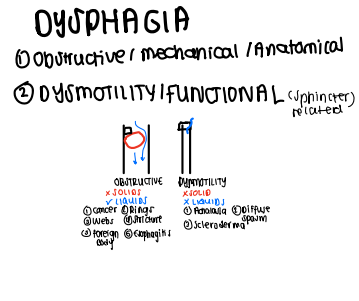 DYSPHAGIA
① Obstructive / mechanical / Anatomical
② DYSMOTILITY/FUNCTIONAL (sphincter) related
OBSTRUCTIVE
× SOLIDS
✓ LIQUIDS
① Cancer ④ Rings
② Webs ⑤ Stricture
③ Foreign body ⑥ Esophagitis
DYSMOTILITY
× SOLID
× LIQUIDS
① Achalasia ③ Diffuse spasm
② Scleroderma